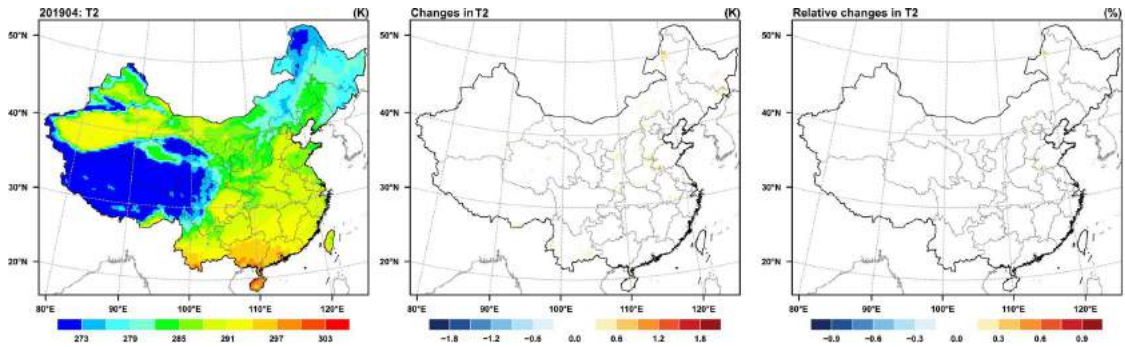 201904: T2 (K)
Changes in T2 (K)
Relative changes in T2 (%)
50°N
40°N
30°N
20°N
80°E 90°E 100°E 110°E 120°E
273 279 285 291 297 303
50°N
40°N
30°N
20°N
80°E 90°E 100°E 110°E 120°E
−1.8 −1.2 −0.6 0.0 0.6 1.2 1.8
50°N
40°N
30°N
20°N
80°E 90°E 100°E 110°E 120°E
−0.9 −0.6 −0.3 0.0 0.3 0.6 0.9